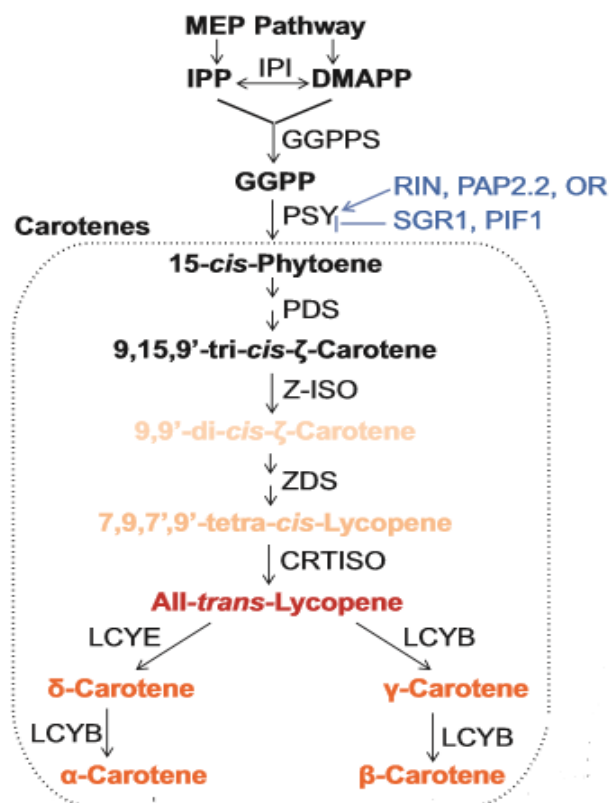 MEP Pathway
IPP IPI DMAPP
GGPPS
GGPP
RIN, PAP2.2, OR
PSY
SGR1, PIF1
Carotenes
15-cis-Phytoene
PDS
9,15,9’-tri-cis-ζ-Carotene
Z-ISO
9,9’-di-cis-ζ-Carotene
ZDS
7,9,7’,9’-tetra-cis-Lycopene
CRTISO
All-trans-Lycopene
LCYE LCYB
δ-Carotene γ-Carotene
LCYB LCYB
α-Carotene β-Carotene